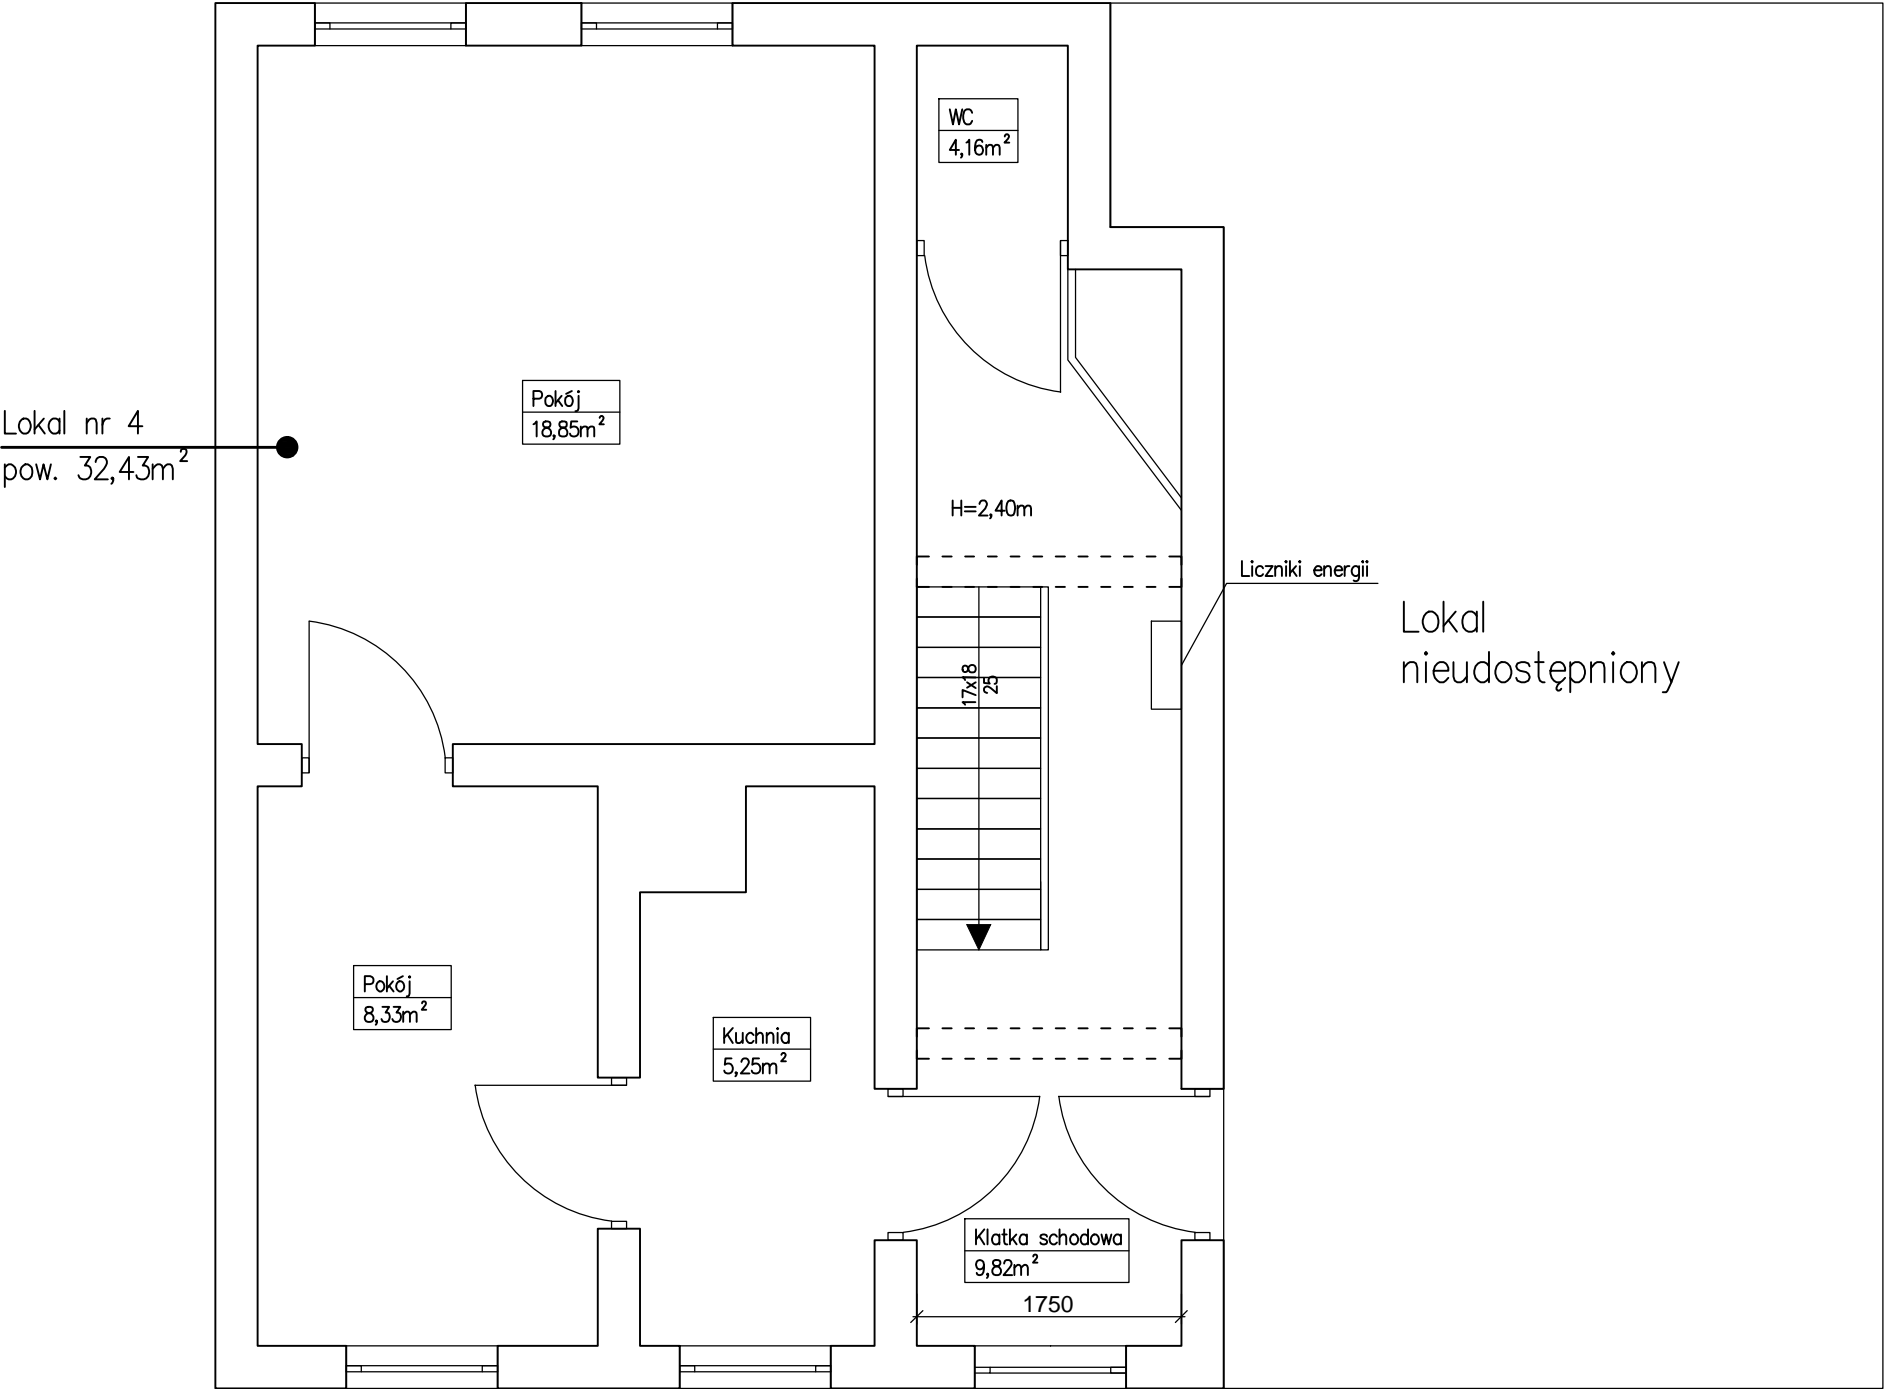 WC
4,16m²
Pokój
18,85m²
Lokal nr 4
pow. 32,43m²
H=2,40m
Liczniki energii
Lokal
nieudostępniony
17x18
25
Pokój
8,33m²
Kuchnia
5,25m²
Klatka schodowa
9,82m²
1750